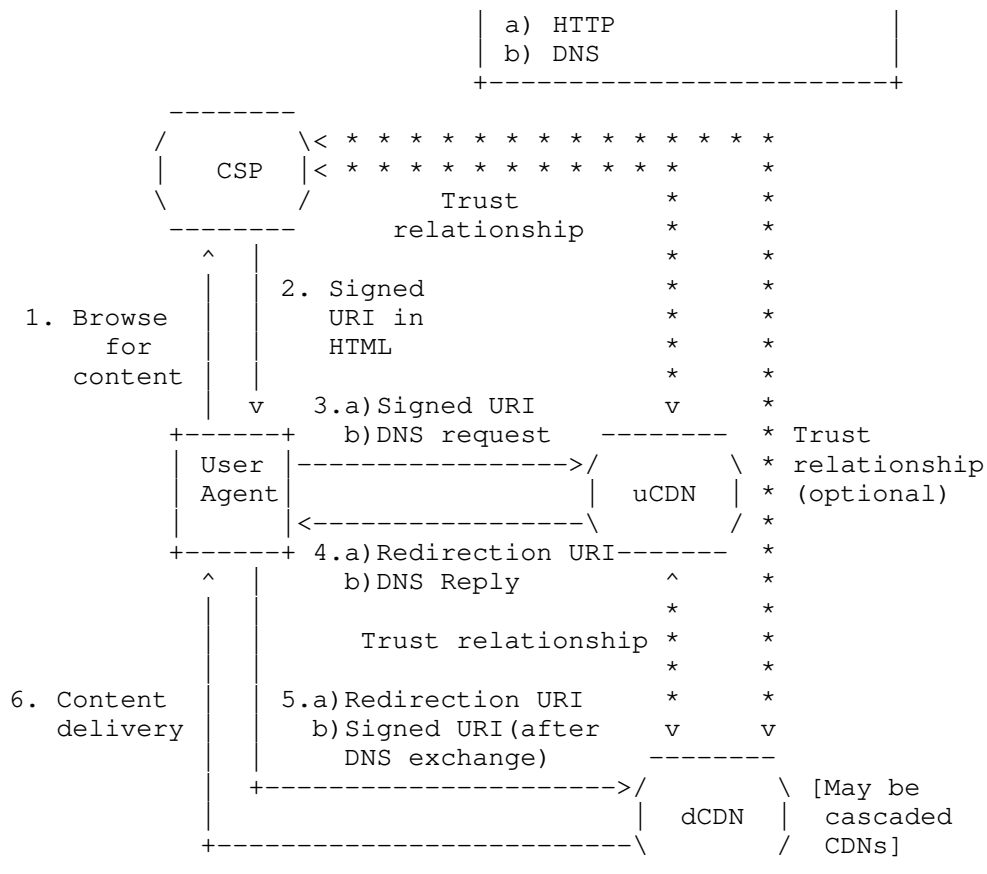 a) HTTP
b) DNS
CSP
Trust
relationship
2. Signed
URI in
HTML
1. Browse
for
content
3.a)Signed URI
b)DNS request
Trust
relationship
(optional)
User
Agent
uCDN
4.a)Redirection URI
b)DNS Reply
Trust relationship
6. Content
delivery
5.a)Redirection URI
b)Signed URI(after
DNS exchange)
dCDN
[May be
cascaded
CDNs]